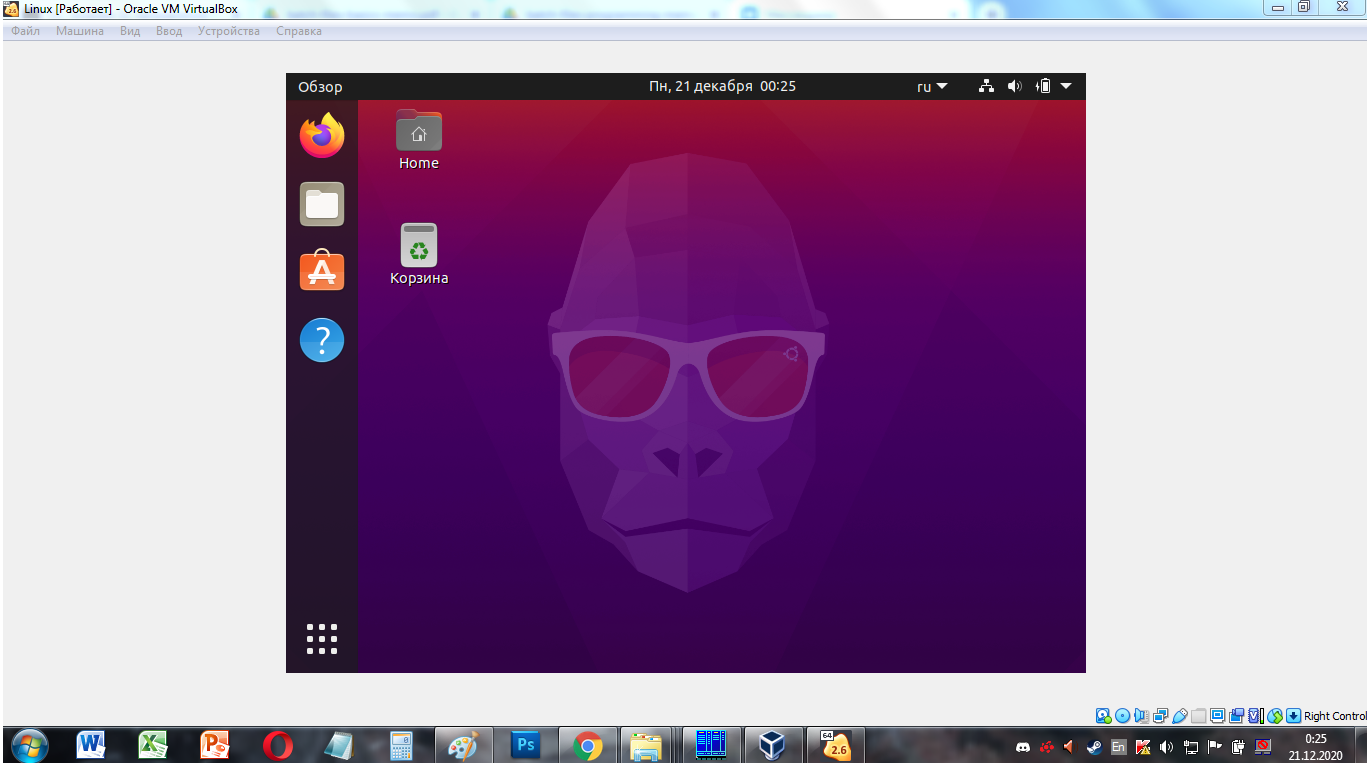 Linux [Работает] - Oracle VM VirtualBox
Файл Машина Вид Ввод Устройства Справка
Обзор Пн, 21 декабря 00:25 ru
Home
Корзина
Right Control
W X P Ps 64 2.6 En 0:25
21.12.2020